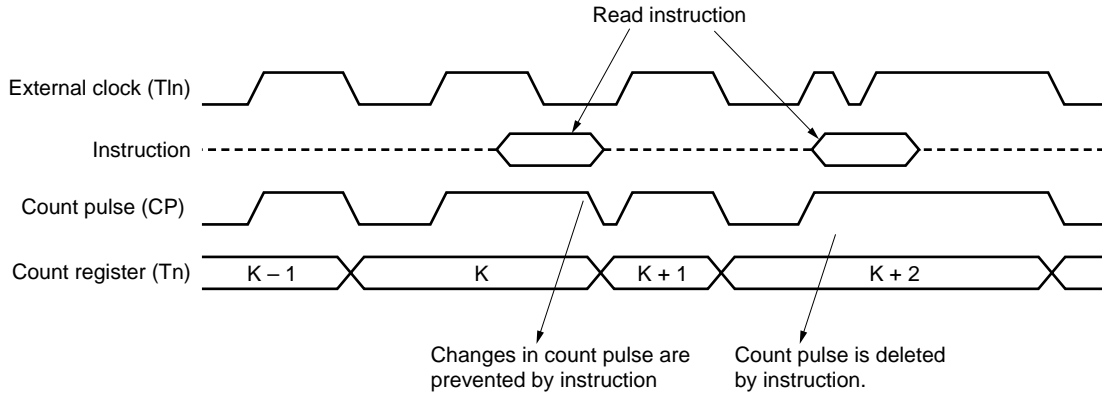 Read instruction
External clock (TIn)
Instruction
Count pulse (CP)
Count register (Tn)
K – 1
K
K + 1
K + 2
Changes in count pulse are
prevented by instruction
Count pulse is deleted
by instruction.